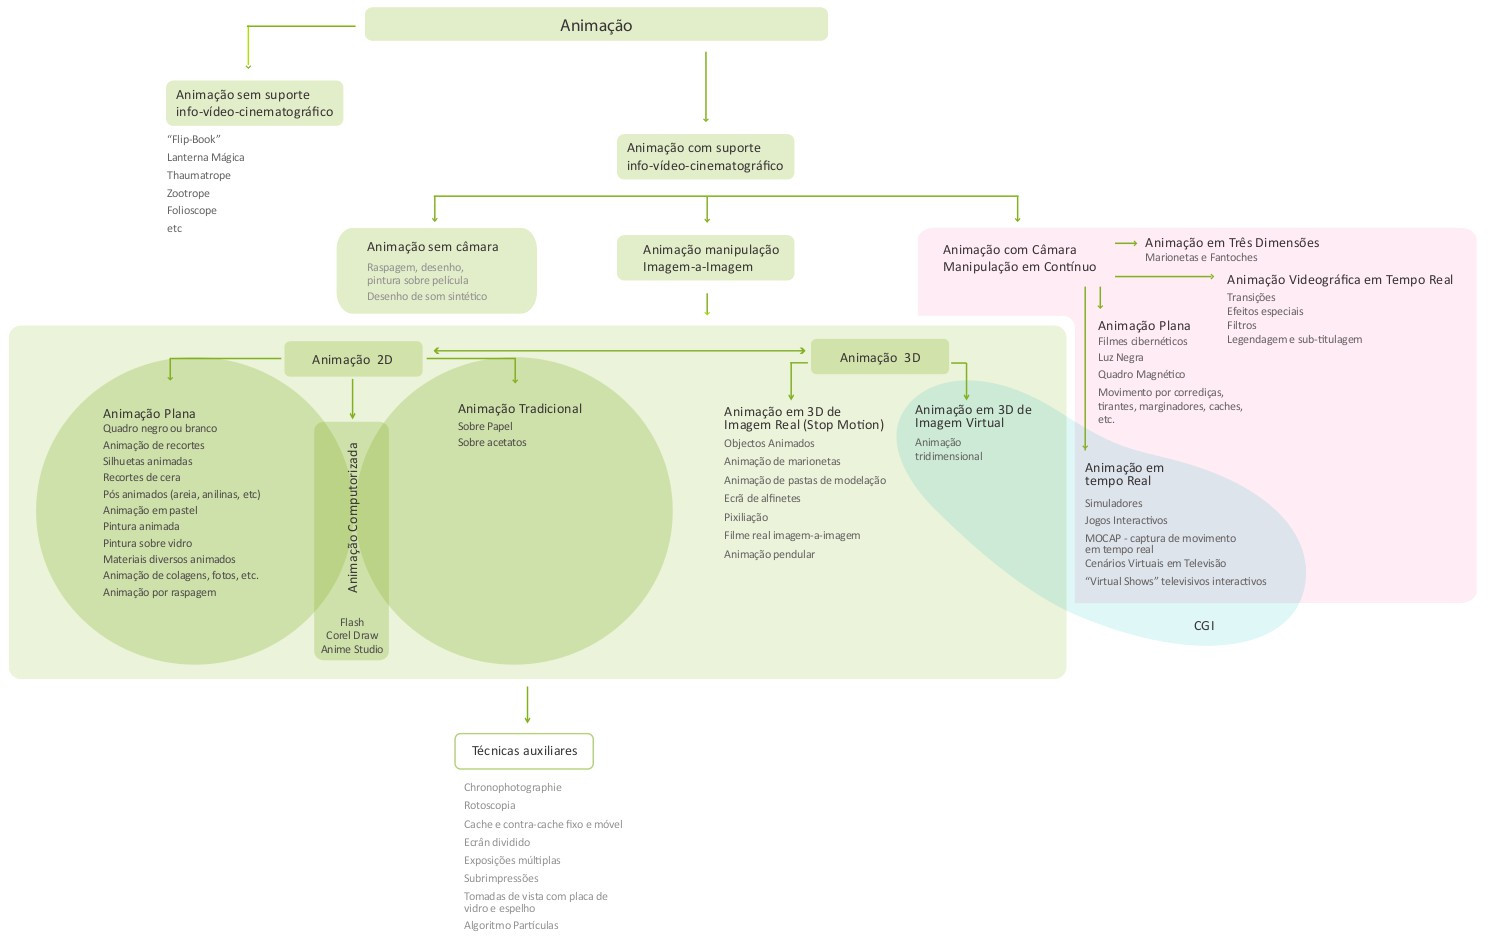 Animação
Animação sem suporte
info-vídeo-cinematográfico
“Flip-Book”
Lanterna Mágica
Thaumatrope
Zootrope
Folioscope
etc
Animação com suporte
info-vídeo-cinematográfico
Animação sem câmara
Raspagem, desenho,
pintura sobre película
Desenho de som sintético
Animação manipulação
Imagem-a-Imagem
Animação com Câmara
Manipulação em Contínuo
Animação em Três Dimensões
Marionetas e Fantoches
Animação Videográfica em Tempo Real
Transições
Efeitos especiais
Filtros
Legendagem e sub-titulagem
Animação Plana
Filmes cibernéticos
Luz Negra
Quadro Magnético
Movimento por corrediças,
tirantes, marginadores, caches,
etc.
Animação em
tempo Real
Simuladores
Jogos Interactivos
MOCAP - captura de movimento
em tempo real
Cenários Virtuais em Televisão
“Virtual Shows” televisivos interactivos
CGI
Animação 2D
Animação Plana
Quadro negro ou branco
Animação de recortes
Silhuetas animadas
Recortes de cera
Pós animados (areia, anilinas, etc)
Animação em pastel
Pintura animada
Pintura sobre vidro
Materiais diversos animados
Animação de colagens, fotos, etc.
Animação por raspagem
Animação Computorizada
Flash
Corel Draw
Anime Studio
Animação Tradicional
Sobre Papel
Sobre acetatos
Animação 3D
Animação em 3D de
Imagem Real (Stop Motion)
Objectos Animados
Animação de marionetas
Animação de pastas de modelação
Ecrã de alfinetes
Pixiliação
Filme real imagem-a-imagem
Animação pendular
Animação em 3D de
Imagem Virtual
Animação
tridimensional
Técnicas auxiliares
Chronophotographie
Rotoscopia
Cache e contra-cache fixo e móvel
Ecrân dividido
Exposições múltiplas
Subrimpressões
Tomadas de vista com placa de
vidro e espelho
Algoritmo Partículas